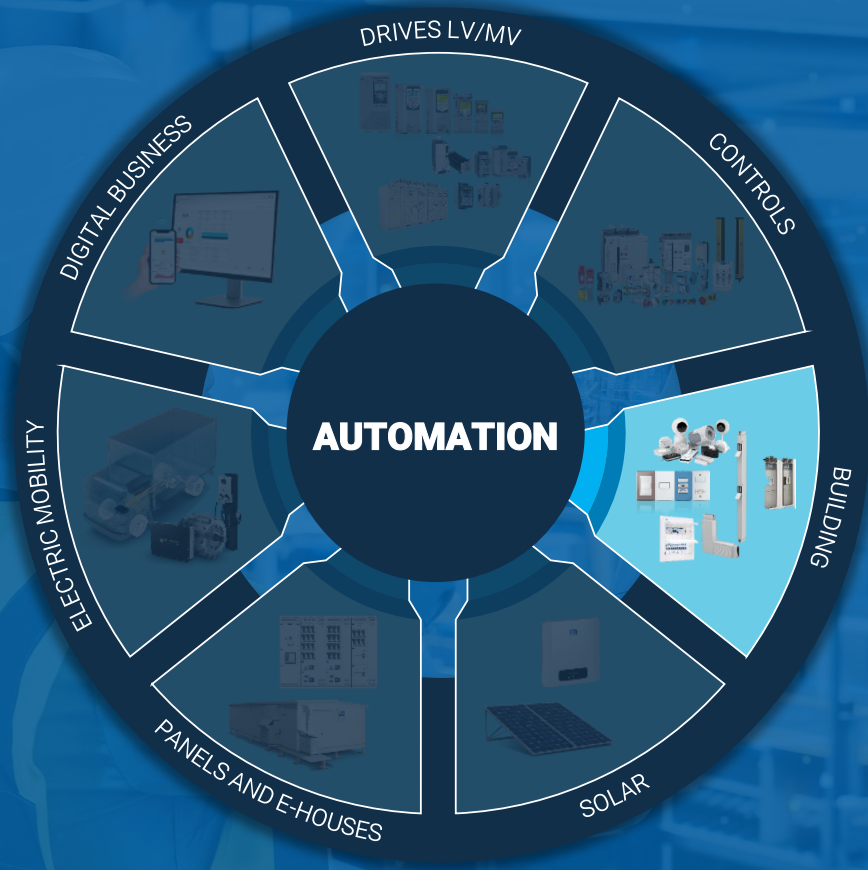 DRIVES LV/MV
CONTROLS
BUILDING
SOLAR
PANELS AND E-HOUSES
ELECTRIC MOBILITY
DIGITAL BUSINESS
AUTOMATION